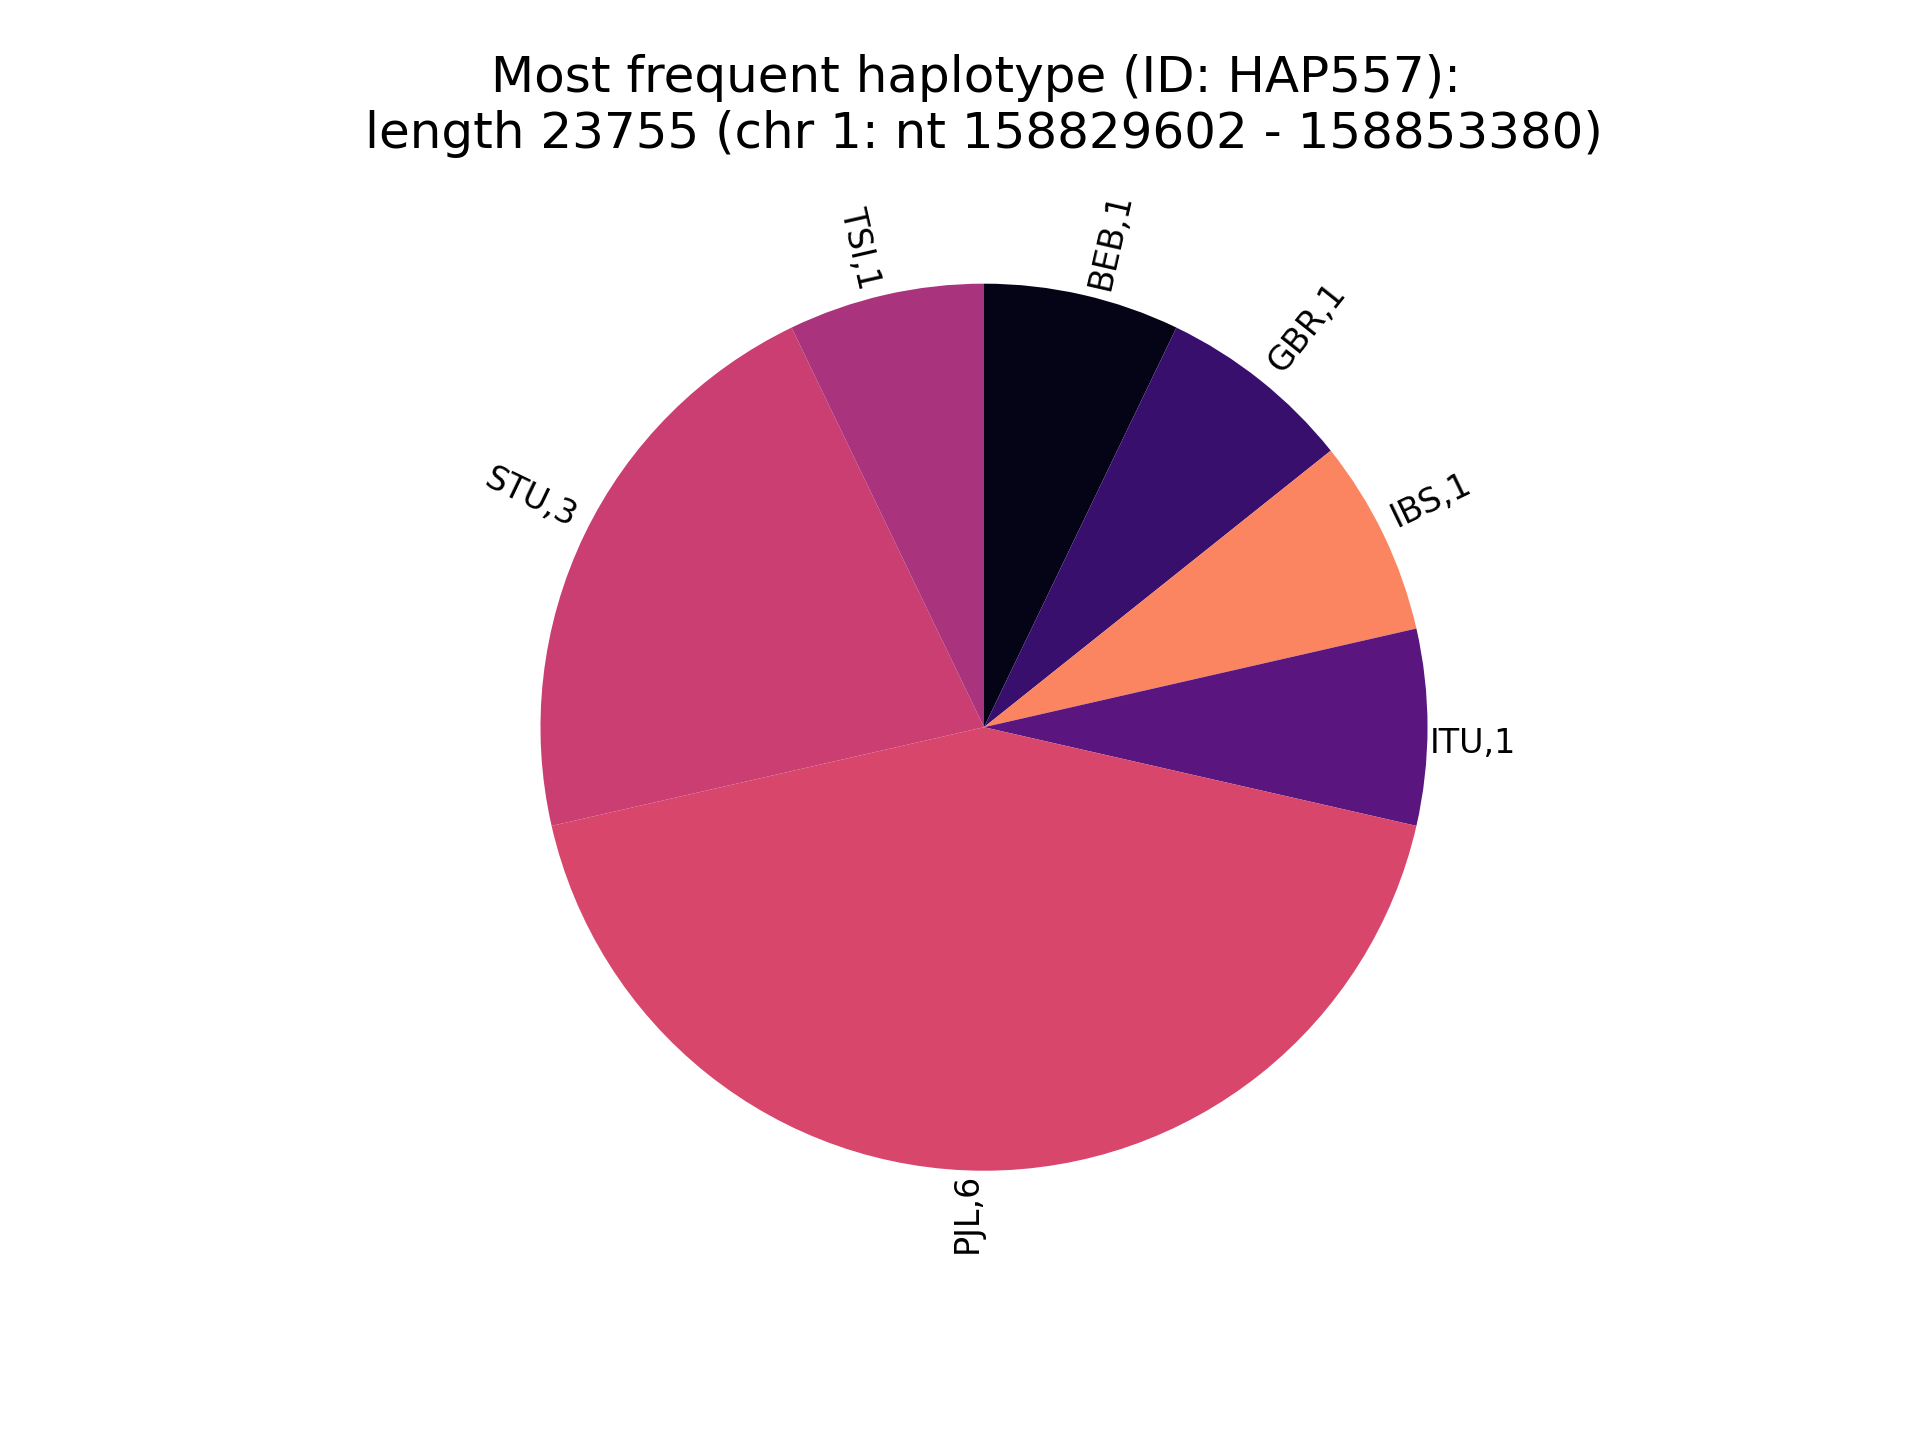 Most frequent haplotype (ID: HAP557):
length 23755 (chr 1: nt 158829602 - 158853380)
BEB,1
GBR,1
IBS,1
ITU,1
PJL,6
STU,3
TSI,1